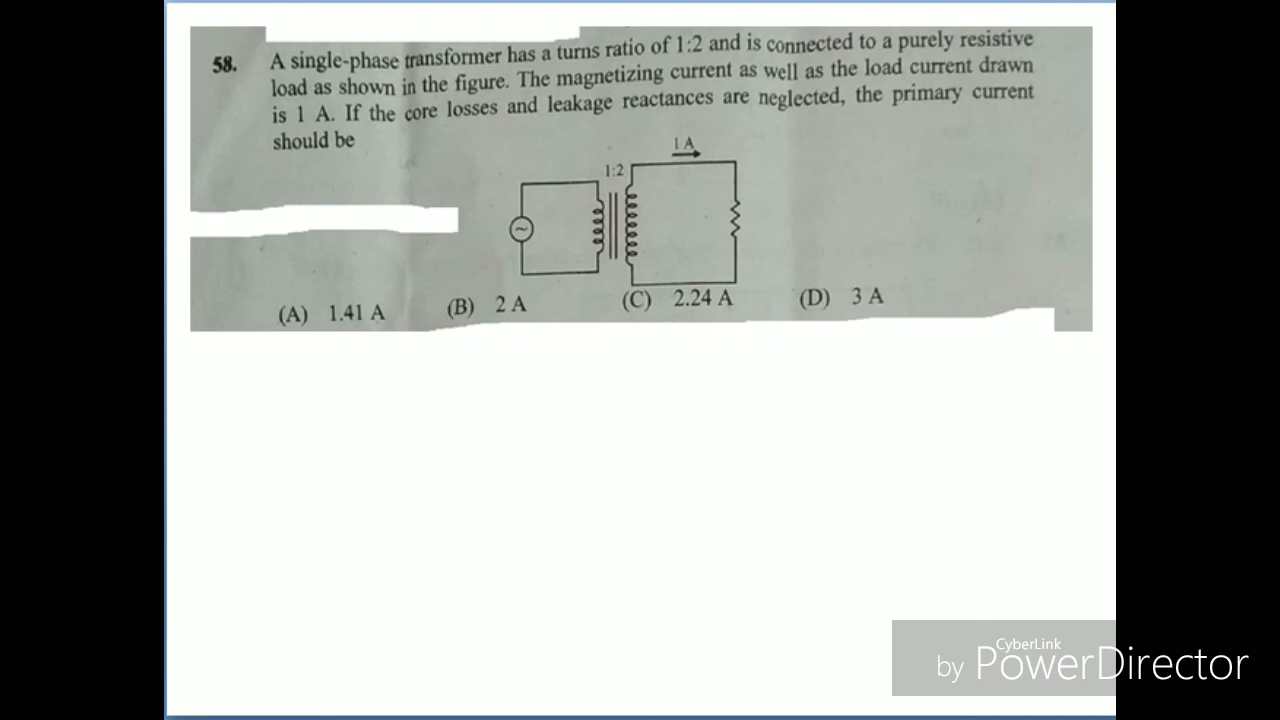 58. A single-phase transformer has a turns ratio of 1:2 and is connected to a purely resistive
load as shown in the figure. The magnetizing current as well as the load current drawn
is 1 A. If the core losses and leakage reactances are neglected, the primary current
should be
1 A
1:2
~
(A) 1.41 A (B) 2 A (C) 2.24 A (D) 3 A
CyberLink
by PowerDirector